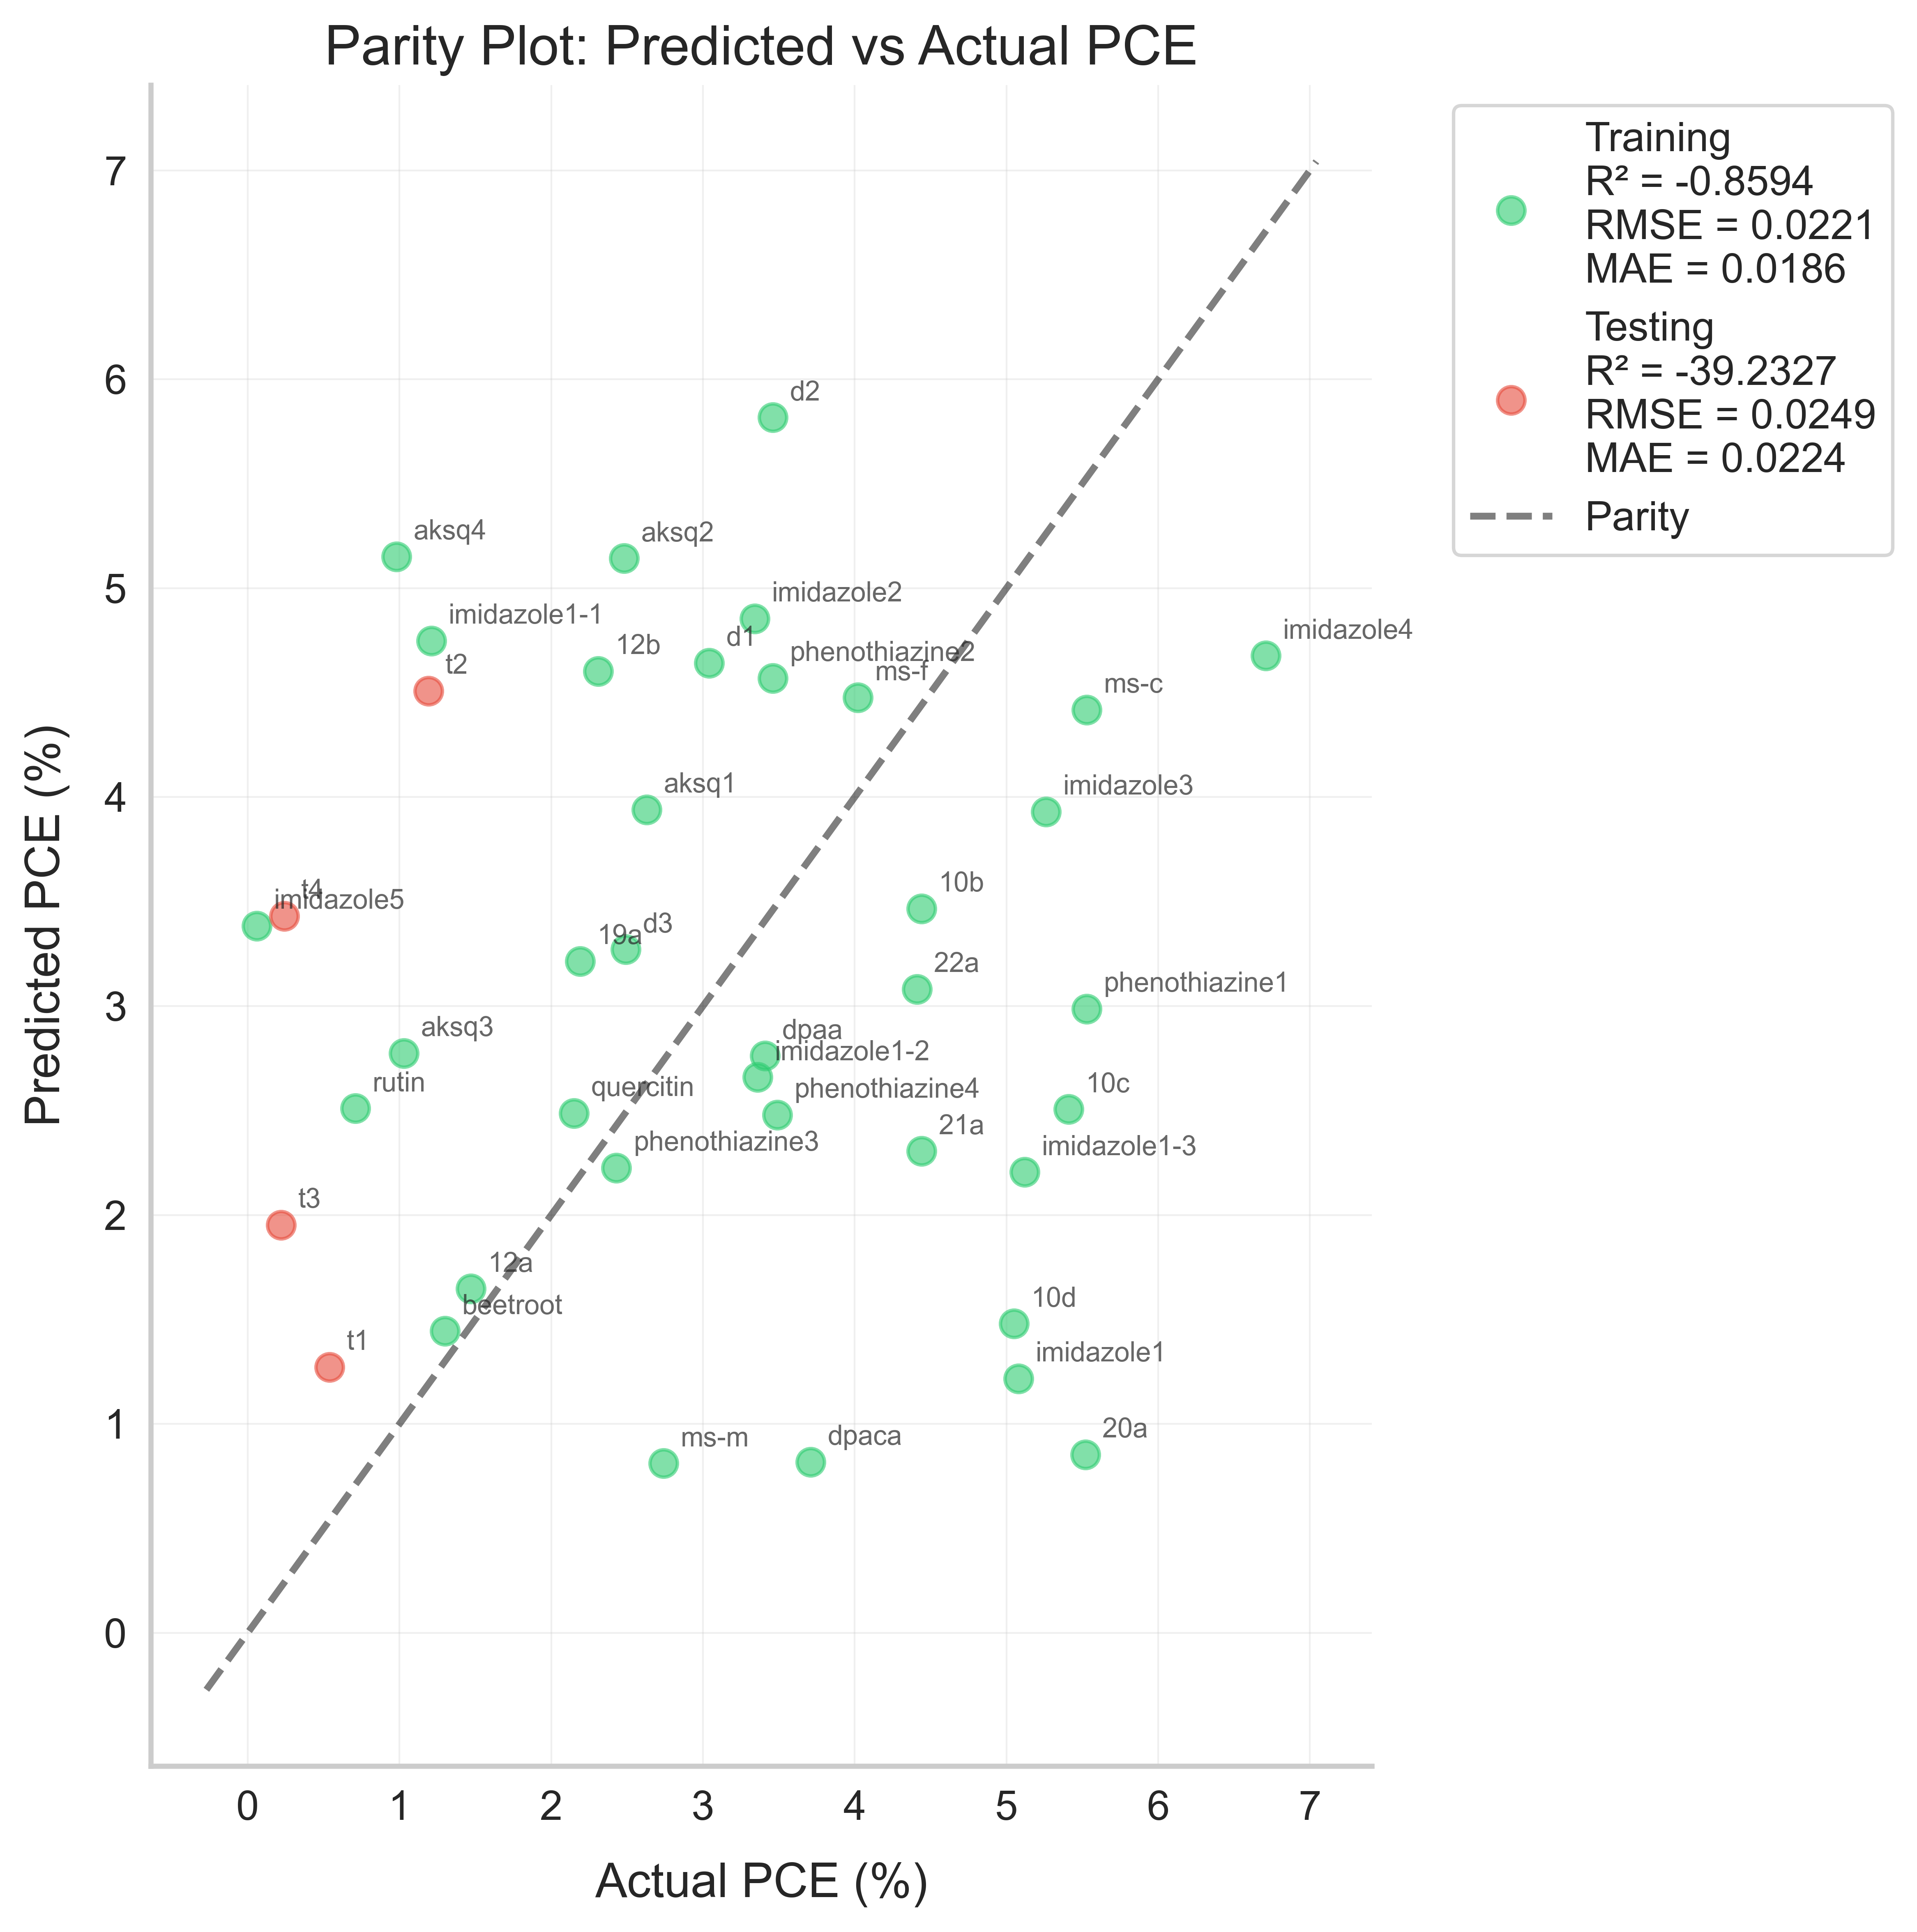 Parity Plot: Predicted vs Actual PCE
Training
R² = -0.8594
RMSE = 0.0221
MAE = 0.0186
Testing
R² = -39.2327
RMSE = 0.0249
MAE = 0.0224
Parity
Predicted PCE (%)
7
6
5
4
3
2
1
0
d2
aksq4
aksq2
imidazole2
imidazole1-1
d1
12b
imidazole4
phenothiazine2
t2
ms-f
ms-c
aksq1
imidazole3
t4
imidazole5
10b
d3
19a
22a
phenothiazine1
aksq3
dpaa
imidazole1-2
rutin
quercitin
phenothiazine4
10c
21a
phenothiazine3
imidazole1-3
t3
12a
beetroot
10d
t1
imidazole1
ms-m
dpaca
20a
0 1 2 3 4 5 6 7
Actual PCE (%)